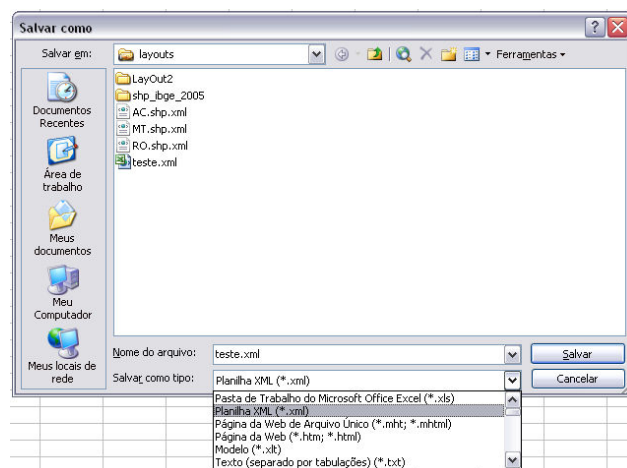 Salvar como
Salvar em:
layouts
Ferramentas
LayOut2
shp_ibge_2005
AC.shp.xml
MT.shp.xml
RO.shp.xml
teste.xml
Documentos
Recentes
Área de
trabalho
Meus
documentos
Meu
Computador
Meus locais de
rede
Nome do arquivo:
teste.xml
Salvar
Salvar como tipo:
Planilha XML (*.xml)
Cancelar
Pasta de Trabalho do Microsoft Office Excel (*.xls)
Planilha XML (*.xml)
Página da Web de Arquivo Único (*.mht; *.mhtml)
Página da Web (*.htm; *.html)
Modelo (*.xlt)
Texto (separado por tabulações) (*.txt)